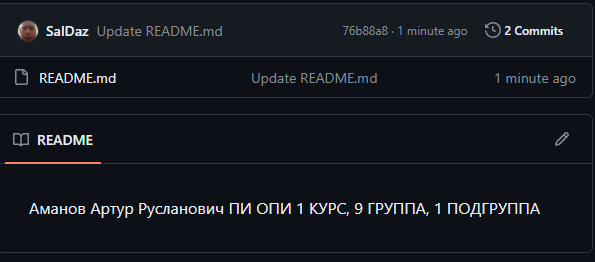 SalDaz Update README.md 76b88a8 · 1 minute ago 2 Commits
README.md Update README.md 1 minute ago
README
Аманов Артур Русланович ПИ ОПИ 1 КУРС, 9 ГРУППА, 1 ПОДГРУППА